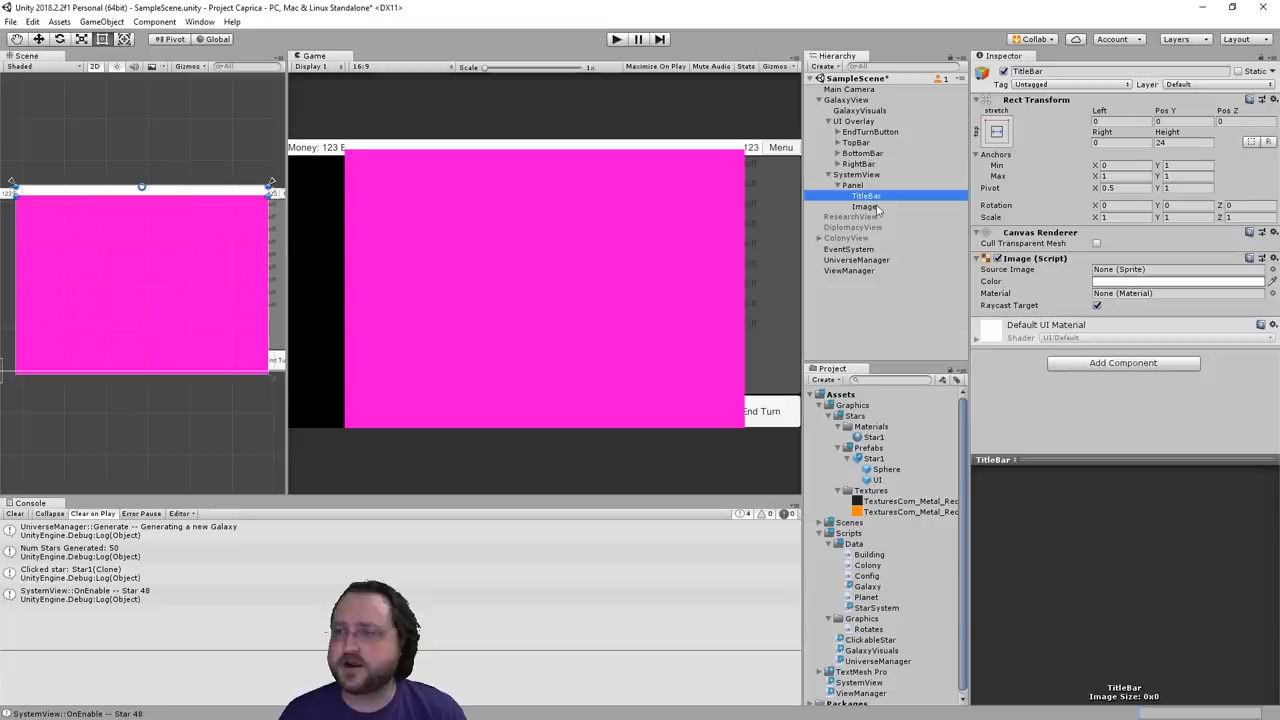 Unity 2018.2.2f1 Personal (64bit) - SampleScene.unity - Project Caprica - PC, Mac & Linux Standalone* <DX11>
File Edit Assets GameObject Component Window Help
Pivot Global Collab Account Layers Layout
Scene
Shaded 2D Gizmos All
Game
Display 1 16:9 Scale 1x Maximize On Play Mute Audio Stats Gizmos
Money: 123 123 Menu
End Turn
Hierarchy
Create All
SampleScene* 1
Main Camera
GalaxyView
GalaxyVisuals
UI Overlay
EndTurnButton
TopBar
BottomBar
RightBar
SystemView
Panel
TitleBar
Image
ResearchView
DiplomacyView
ColonyView
EventSystem
UniverseManager
ViewManager
Project
Create
Assets
Graphics
Stars
Materials
Star1
Prefabs
Star1
Sphere
UI
Textures
TexturesCom_Metal_Rec
TexturesCom_Metal_Rec
Scenes
Scripts
Data
Building
Colony
Config
Galaxy
Planet
StarSystem
Graphics
Rotates
ClickableStar
GalaxyVisuals
UniverseManager
TextMesh Pro
SystemView
ViewManager
Packages
Inspector
TitleBar Static
Tag Untagged Layer Default
Rect Transform
stretch Left Pos Y Pos Z
top 0 0 0
Right Height
0 24 R
Anchors
Min X 0 Y 1
Max X 1 Y 1
Pivot X 0.5 Y 1
Rotation X 0 Y 0 Z 0
Scale X 1 Y 1 Z 1
Canvas Renderer
Cull Transparent Mesh
Image (Script)
Source Image None (Sprite)
Color
Material None (Material)
Raycast Target
Default UI Material
Shader UI/Default
Add Component
TitleBar
TitleBar
Image Size: 0x0
Console
Clear Collapse Clear on Play Error Pause Editor 4 0 0
UniverseManager::Generate -- Generating a new Galaxy
UnityEngine.Debug:Log(Object)
Num Stars Generated: 50
UnityEngine.Debug:Log(Object)
Clicked star: Star1(Clone)
UnityEngine.Debug:Log(Object)
SystemView::OnEnable -- Star 48
UnityEngine.Debug:Log(Object)
SystemView::OnEnable -- Star 48